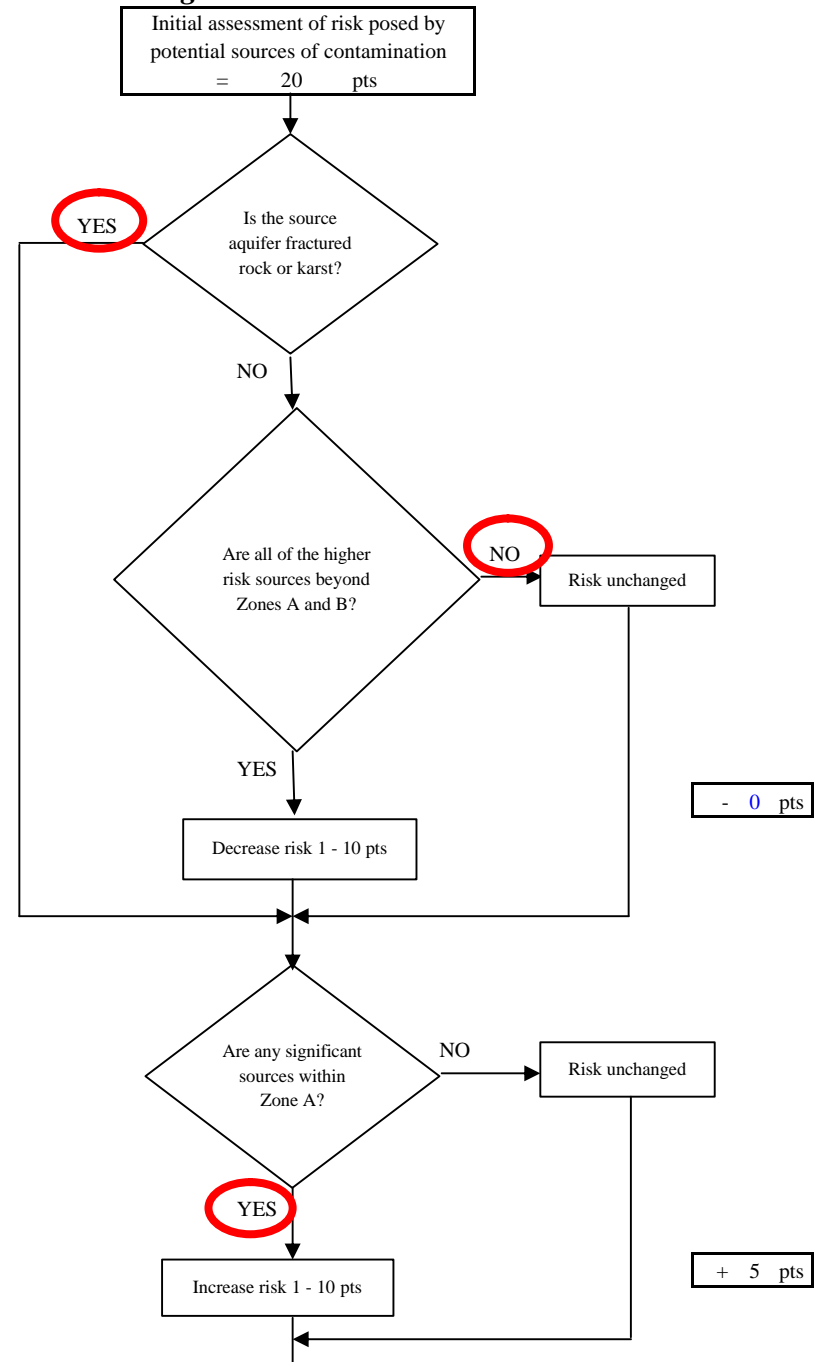 Initial assessment of risk posed by
potential sources of contamination
= 20 pts
YES
Is the source
aquifer fractured
rock or karst?
NO
Are all of the higher
risk sources beyond
Zones A and B?
NO
Risk unchanged
YES
- 0 pts
Decrease risk 1 - 10 pts
Are any significant
sources within
Zone A?
NO
Risk unchanged
YES
+ 5 pts
Increase risk 1 - 10 pts